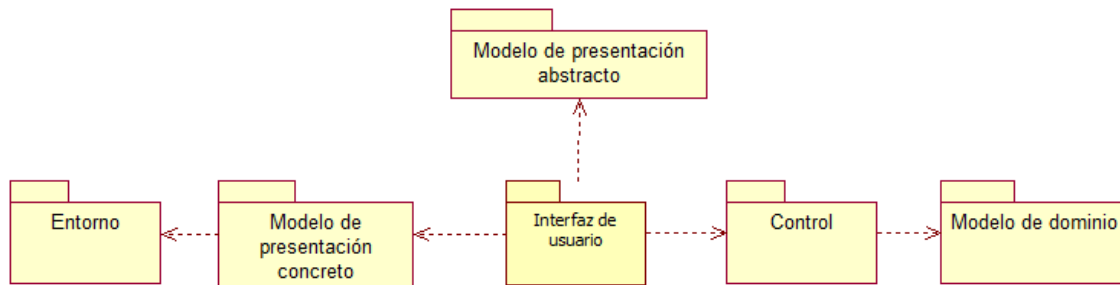 Modelo de presentación
abstracto
Entorno
Modelo de
presentación
concreto
Interfaz de
usuario
Control
Modelo de dominio